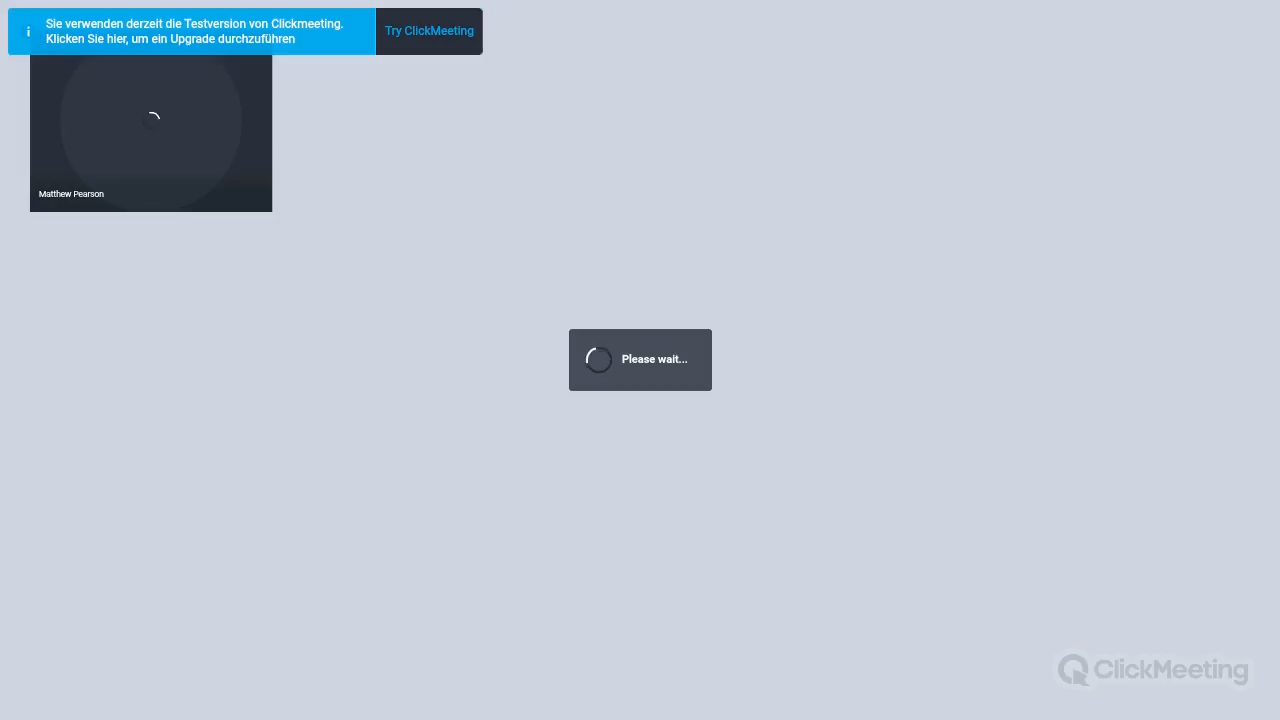 Sie verwenden derzeit die Testversion von Clickmeeting.
Klicken Sie hier, um ein Upgrade durchzuführen
Try ClickMeeting
Matthew Pearson
Please wait...
ClickMeeting